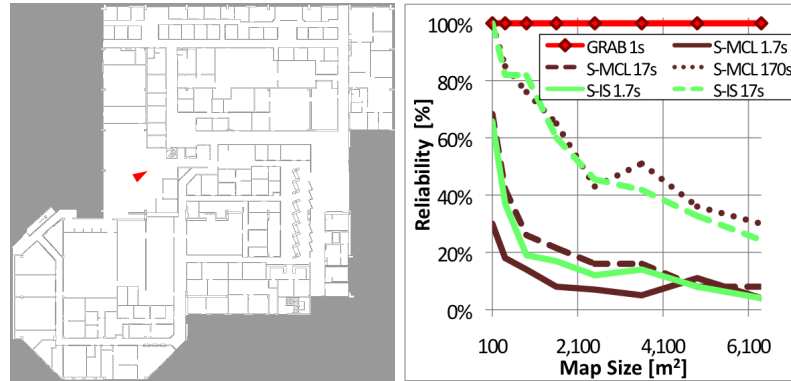 100%
80%
60%
40%
20%
0%
Reliability [%]
GRAB 1s
S-MCL 1.7s
S-MCL 17s
S-MCL 170s
S-IS 1.7s
S-IS 17s
100
2,100
4,100
6,100
Map Size [m²]